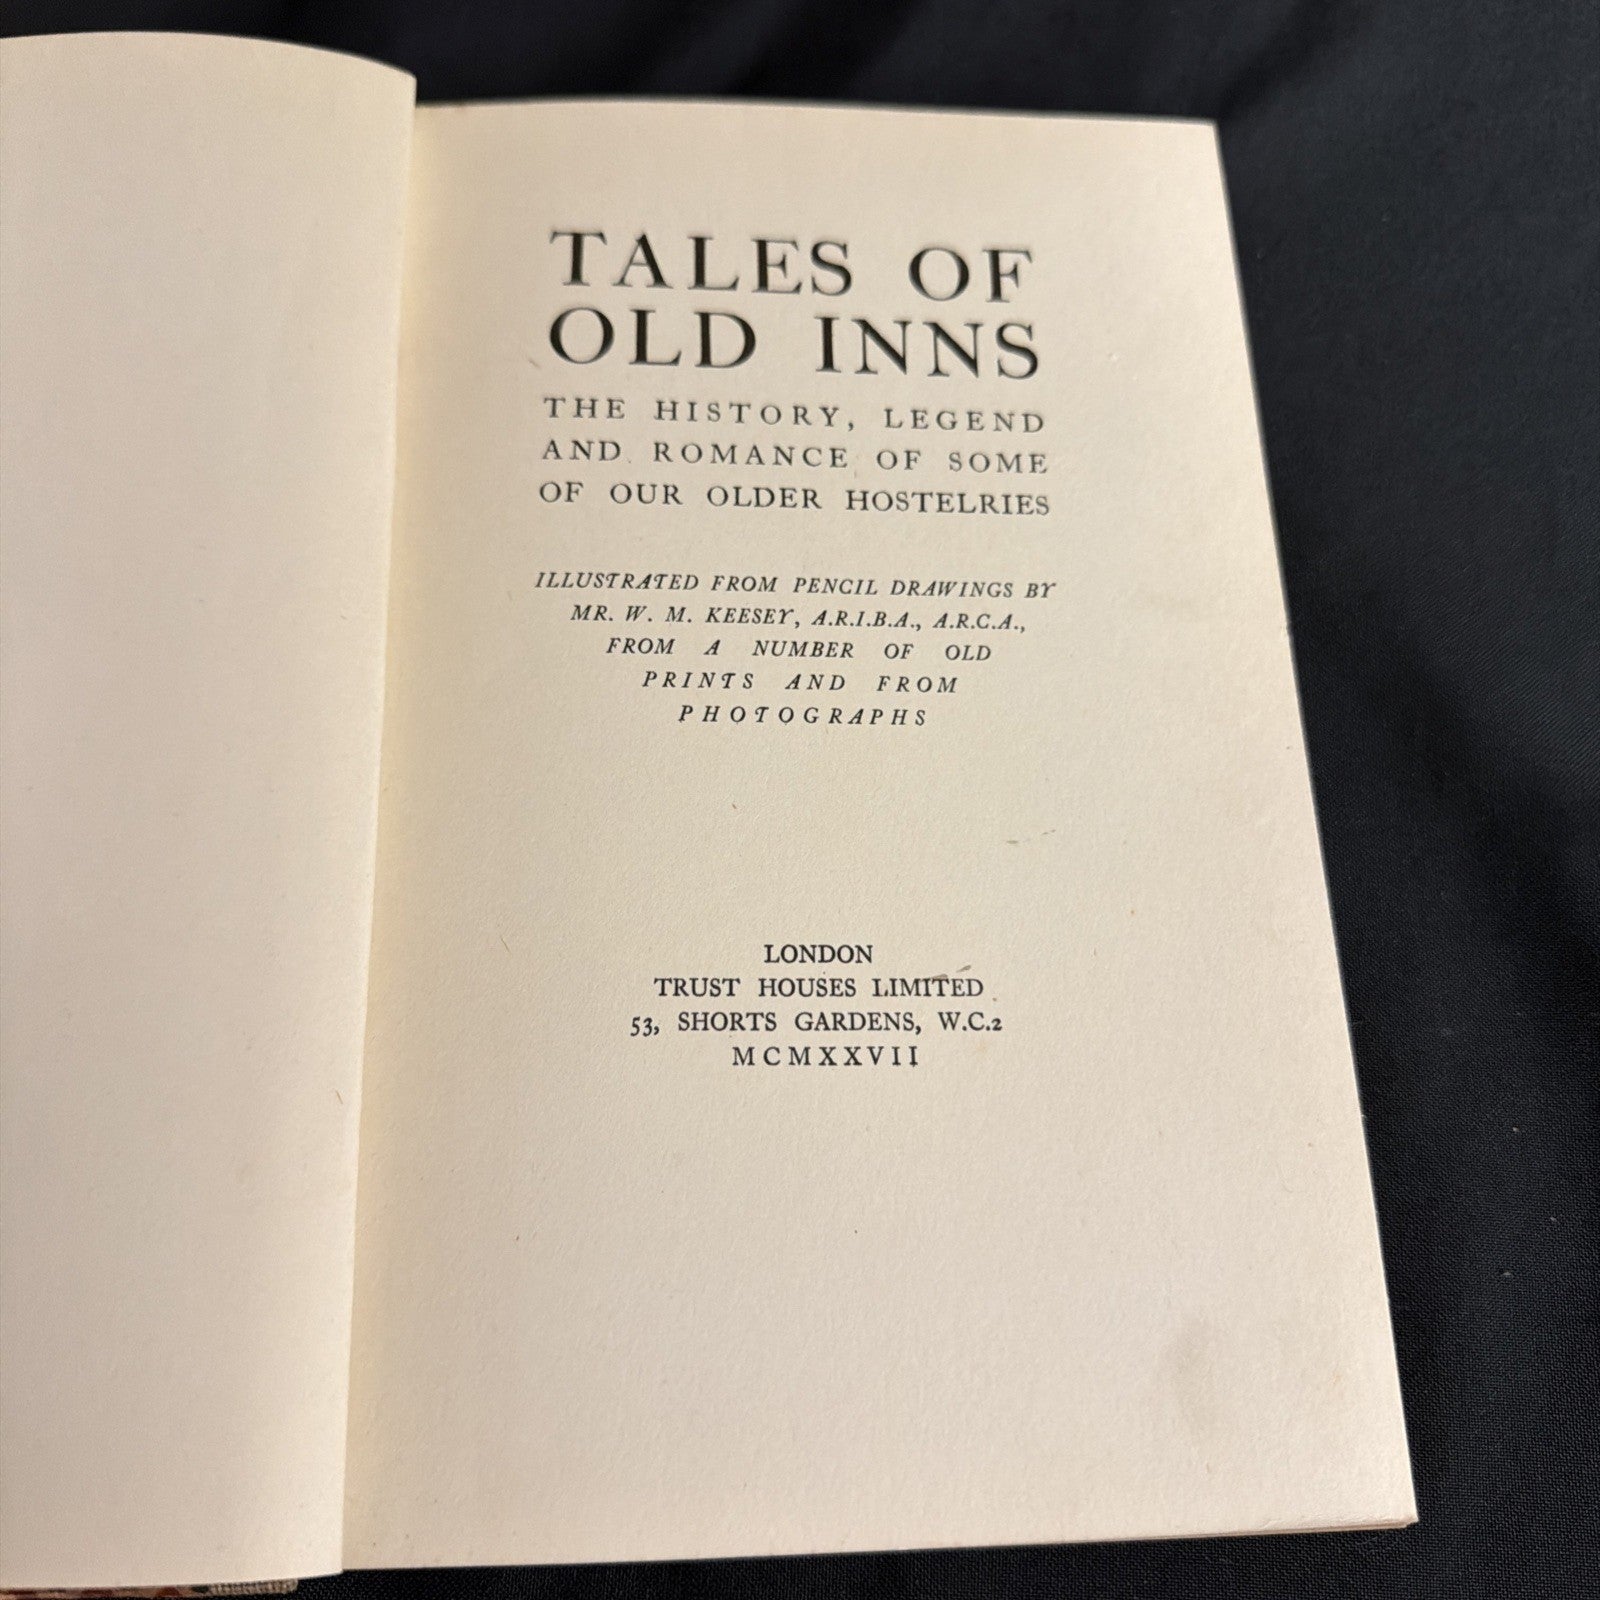 TALES OF
OLD INNS
THE HISTORY, LEGEND
AND ROMANCE OF SOME
OF OUR OLDER HOSTELRIES
ILLUSTRATED FROM PENCIL DRAWINGS BY
MR. W. M. KEESEY, A.R.I.B.A., A.R.C.A.,
FROM A NUMBER OF OLD
PRINTS AND FROM
PHOTOGRAPHS
LONDON
TRUST HOUSES LIMITED
53, SHORTS GARDENS, W.C.2
MCMXXVII